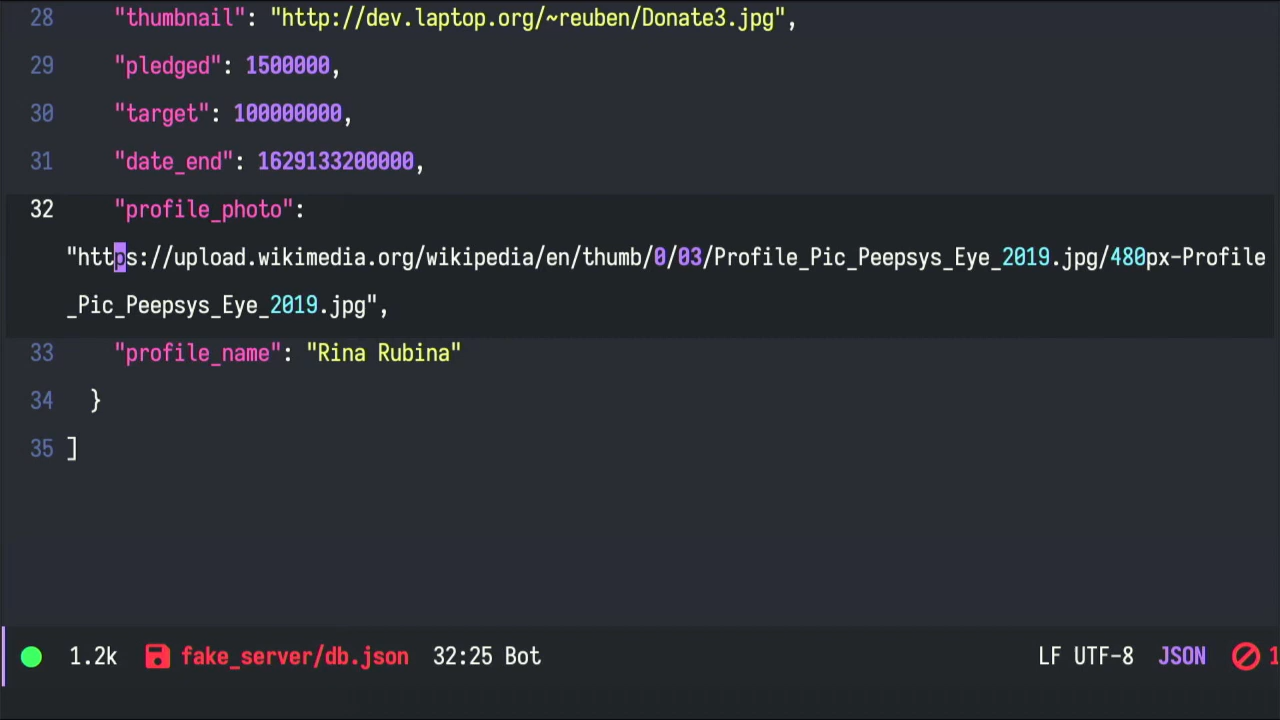 28 "thumbnail": "http://dev.laptop.org/~reuben/Donate3.jpg",
29 "pledged": 1500000,
30 "target": 100000000,
31 "date_end": 1629133200000,
32 "profile_photo":
"https://upload.wikimedia.org/wikipedia/en/thumb/0/03/Profile_Pic_Peepsys_Eye_2019.jpg/480px-Profile
_Pic_Peepsys_Eye_2019.jpg",
33 "profile_name": "Rina Rubina"
34 }
35 ]
1.2k fake_server/db.json 32:25 Bot LF UTF-8 JSON 1